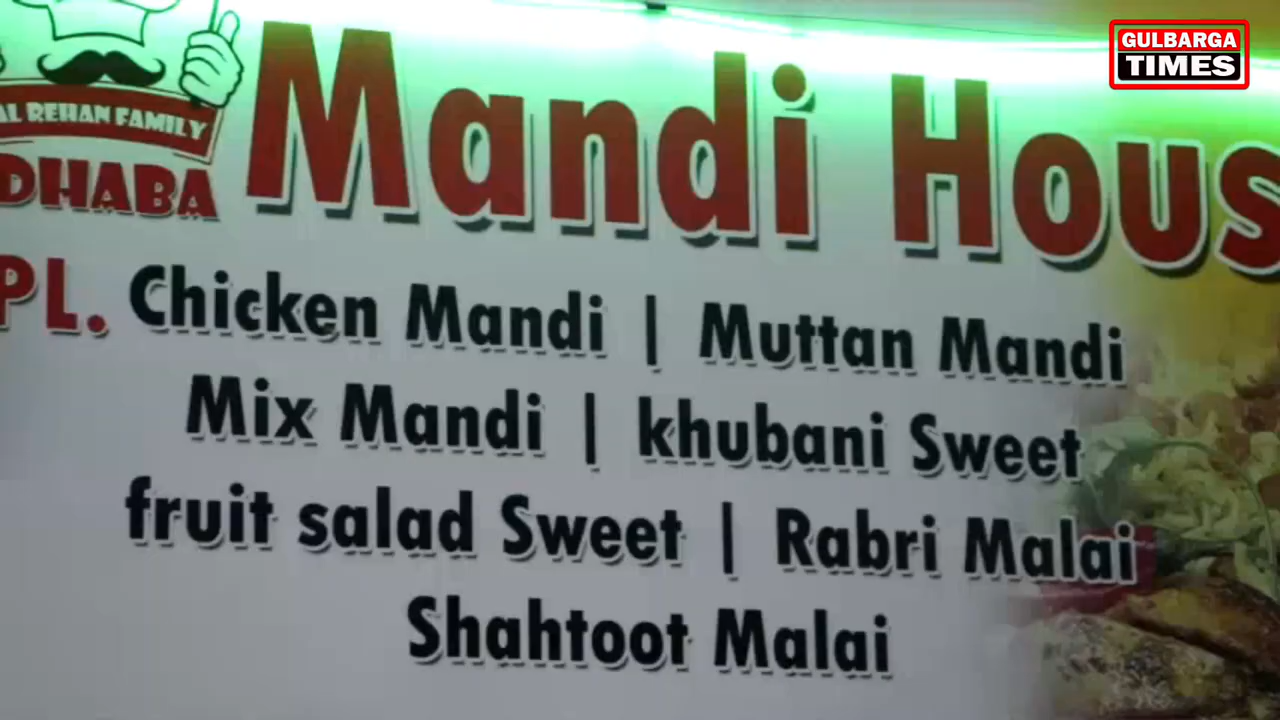 GULBARGA
TIMES
AL REHAN FAMILY
DHABA
Mandi Hous
PL. Chicken Mandi | Muttan Mandi
Mix Mandi | khubani Sweet
fruit salad Sweet | Rabri Malai
Shahtoot Malai